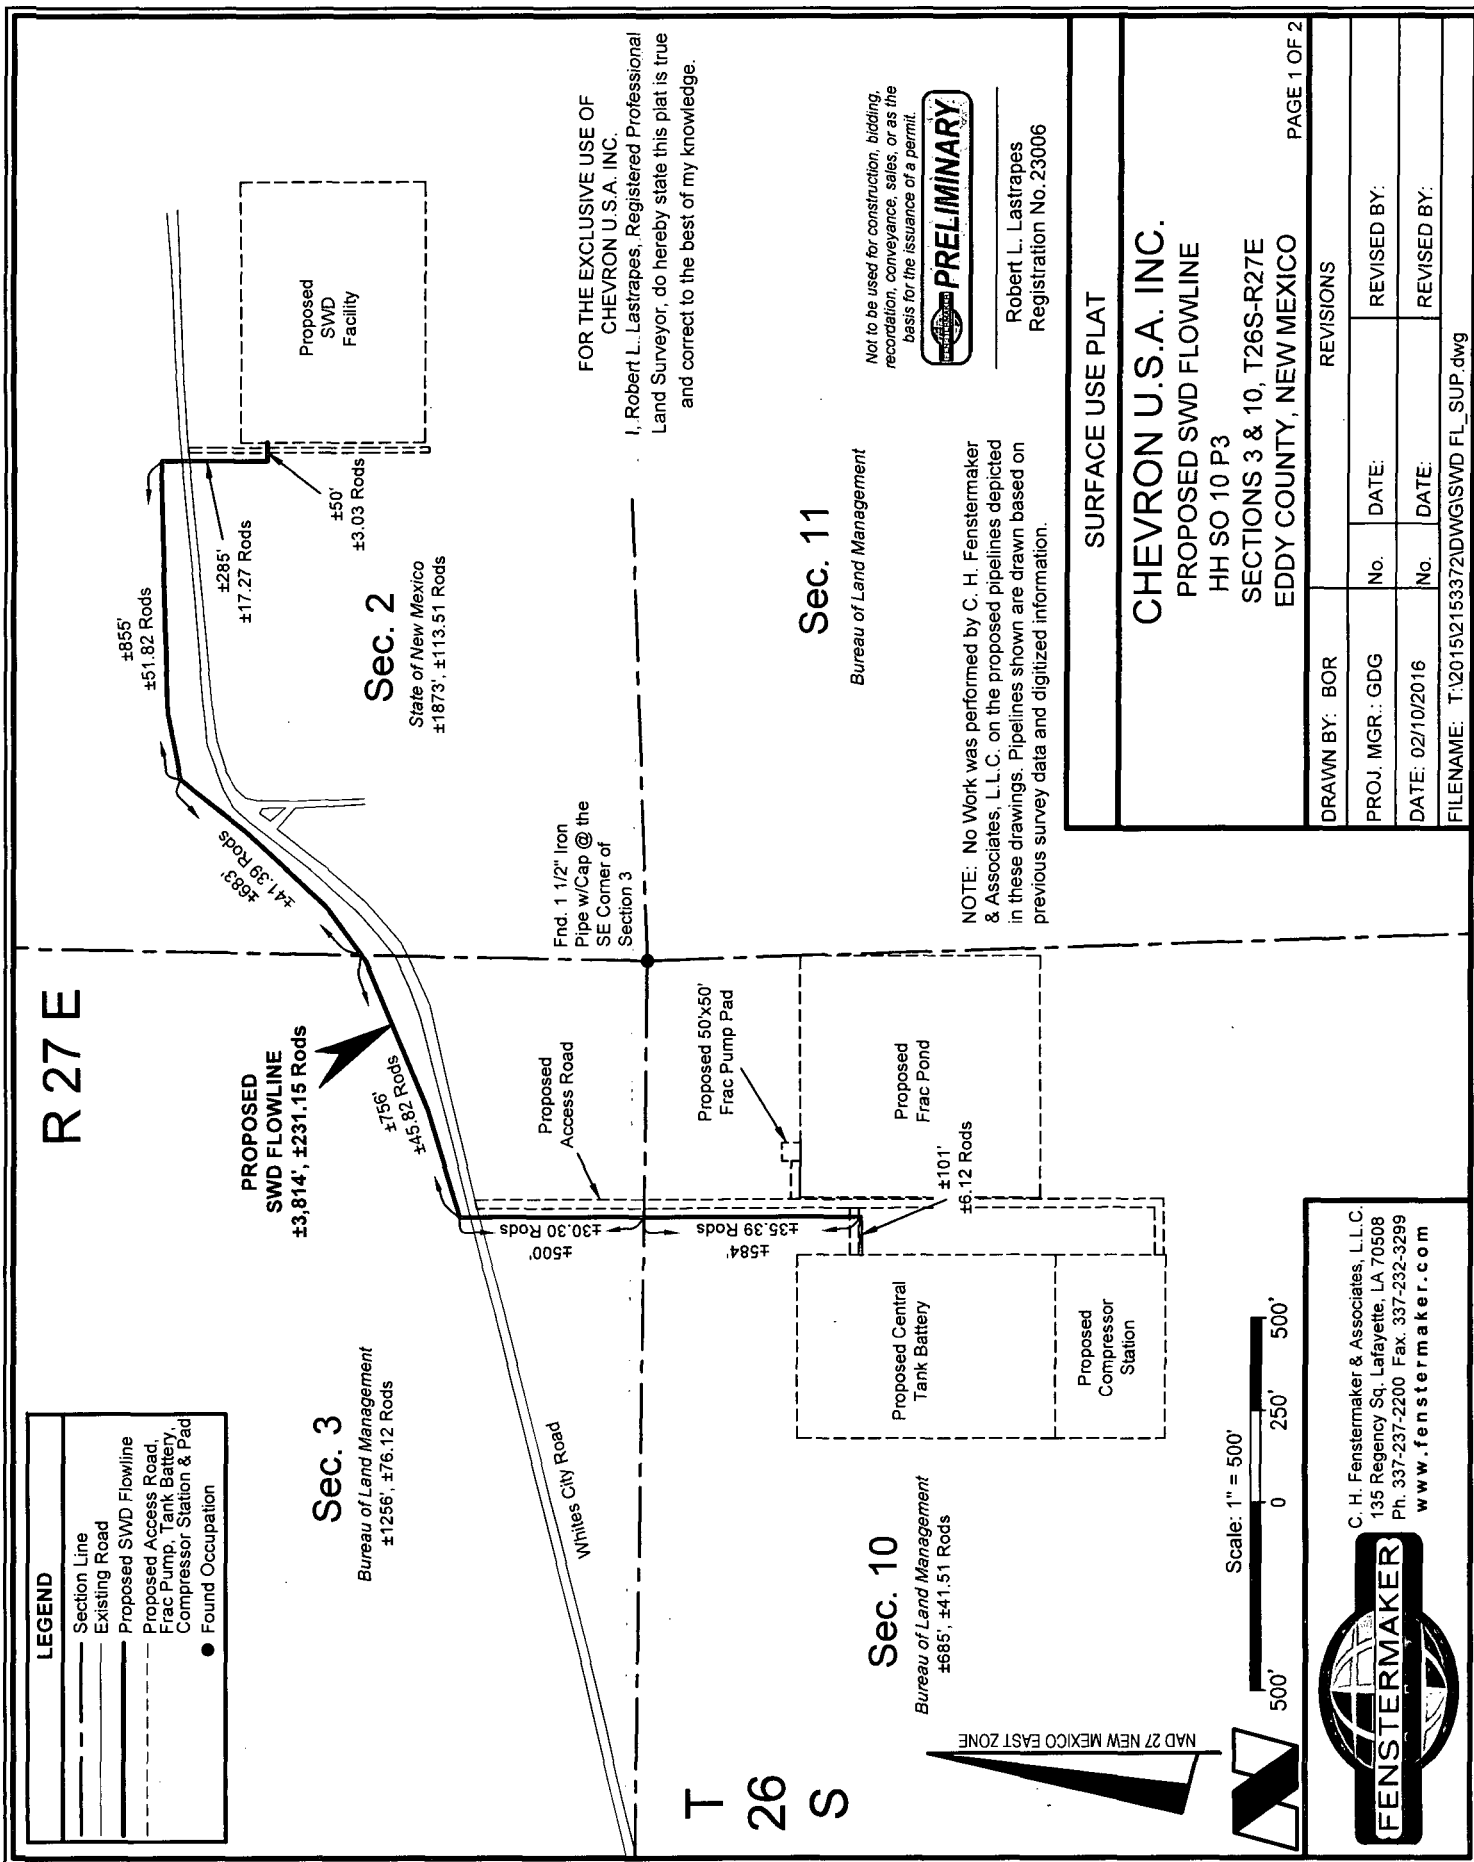 LEGEND
Section Line
Existing Road
Proposed SWD Flowline
Proposed Access Road,
Frac Pump, Tank Battery,
Compressor Station & Pad
Found Occupation
R 27 E
PROPOSED
SWD FLOWLINE
±3,814', ±231.15 Rods
±855'
±51.82 Rods
±285'
±17.27 Rods
±50'
±3.03 Rods
Proposed
SWD
Facility
±683'
±41.39 Rods
±756'
±45.82 Rods
Sec. 2
State of New Mexico
±1873', ±113.51 Rods
Sec. 3
Bureau of Land Management
±1256', ±76.12 Rods
Whites City Road
Proposed
Access Road
±500'
±30.30 Rods
Fnd. 1 1/2" Iron
Pipe w/Cap @ the
SE Corner of
Section 3
FOR THE EXCLUSIVE USE OF
CHEVRON U.S.A. INC.
I, Robert L. Lastrapes, Registered Professional
Land Surveyor, do hereby state this plat is true
and correct to the best of my knowledge.
T
26
S
±584'
±35.39 Rods
Proposed 50'x50'
Frac Pump Pad
Proposed
Frac Pond
±101'
±6.12 Rods
Proposed Central
Tank Battery
Proposed
Compressor
Station
Sec. 10
Bureau of Land Management
±685', ±41.51 Rods
Sec. 11
Bureau of Land Management
Not to be used for construction, bidding,
recordation, conveyance, sales, or as the
basis for the issuance of a permit.
FENSTERMAKER
PRELIMINARY
Robert L. Lastrapes
Registration No. 23006
NOTE: No Work was performed by C. H. Fenstermaker
& Associates, L.L.C. on the proposed pipelines depicted
in these drawings. Pipelines shown are drawn based on
previous survey data and digitized information.
NAD 27 NEW MEXICO EAST ZONE
Scale: 1" = 500'
500' 0 250' 500'
FENSTERMAKER
C. H. Fenstermaker & Associates, L.L.C.
135 Regency Sq. Lafayette, LA 70508
Ph. 337-237-2200 Fax. 337-232-3299
www.fenstermaker.com
SURFACE USE PLAT
CHEVRON U.S.A. INC.
PROPOSED SWD FLOWLINE
HH SO 10 P3
SECTIONS 3 & 10, T26S-R27E
EDDY COUNTY, NEW MEXICO
PAGE 1 OF 2
DRAWN BY: BOR
REVISIONS
PROJ. MGR.: GDG
No. DATE: REVISED BY:
DATE: 02/10/2016
No. DATE: REVISED BY:
FILENAME: T:\2015\2153372\DWG\SWD FL_SUP.dwg